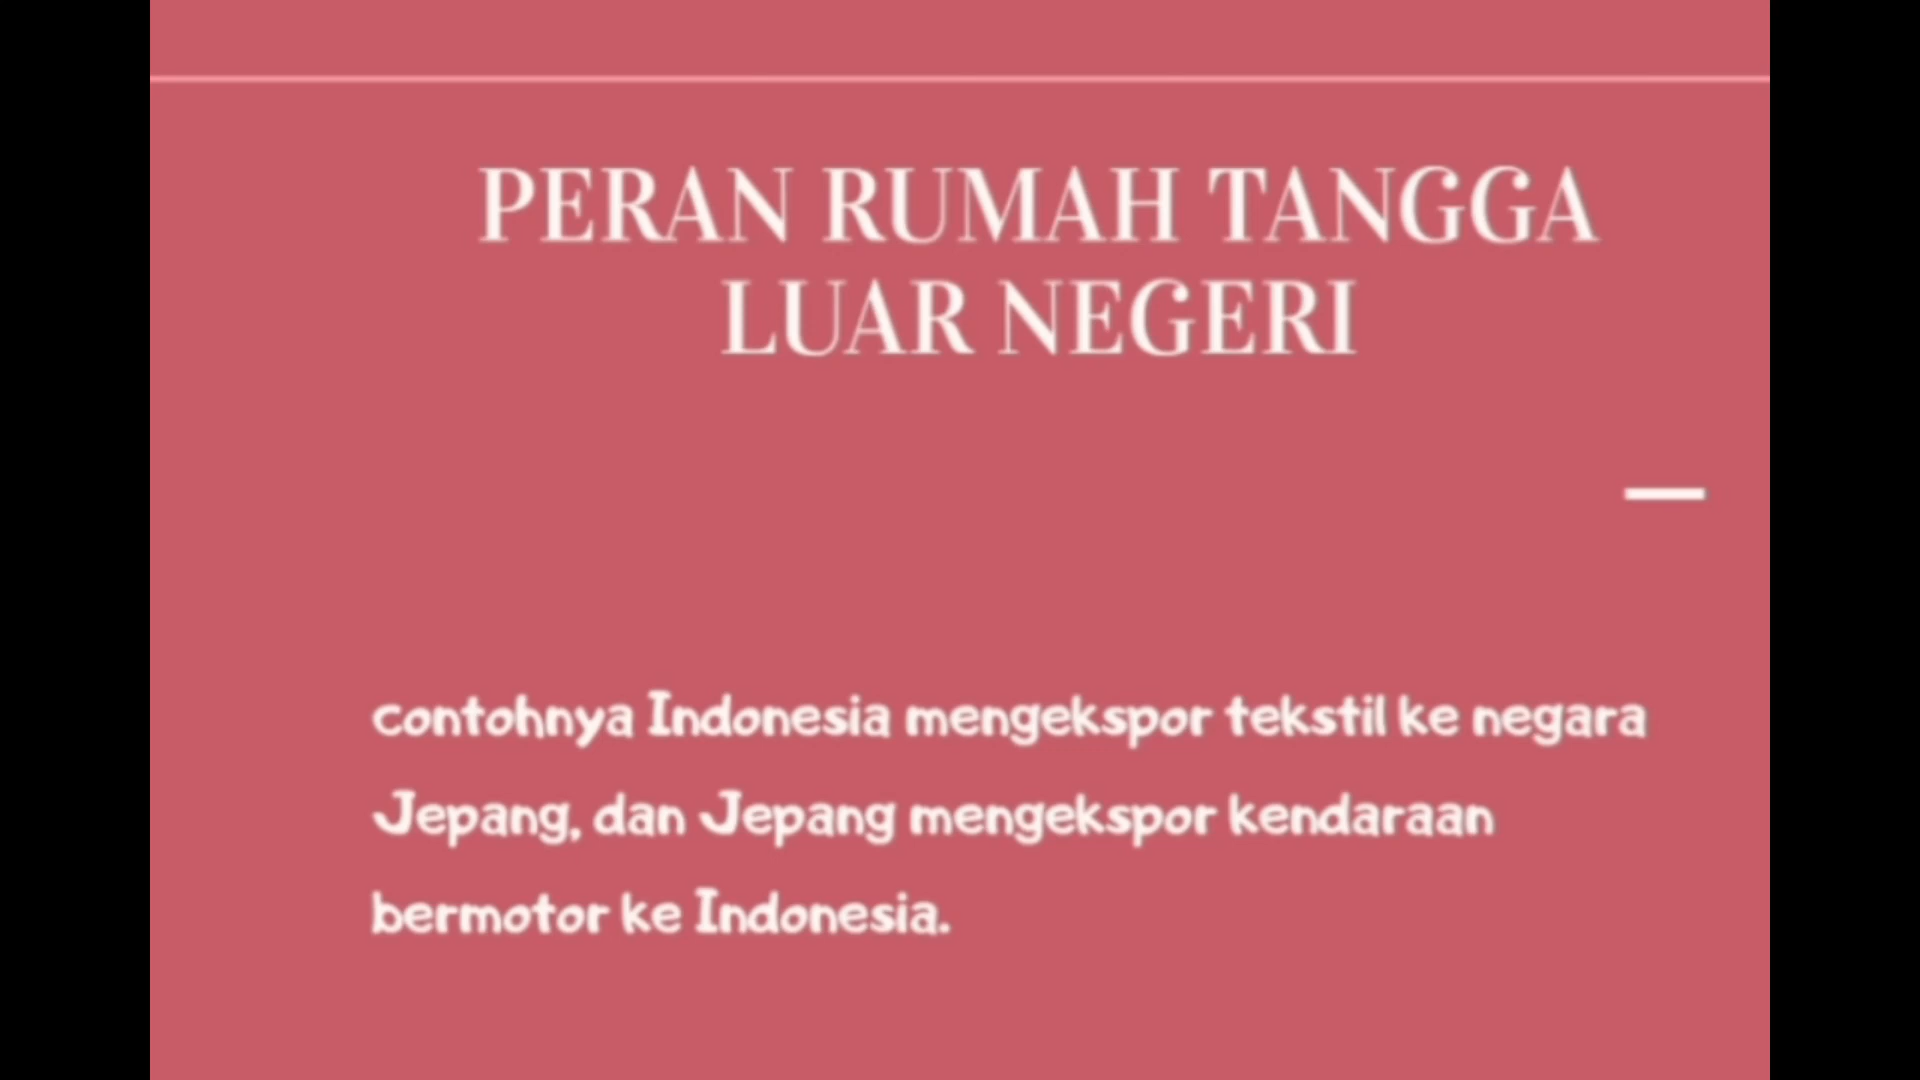 PERAN RUMAH TANGGA
LUAR NEGERI
contohnya Indonesia mengekspor tekstil ke negara
Jepang, dan Jepang mengekspor kendaraan
bermotor ke Indonesia.